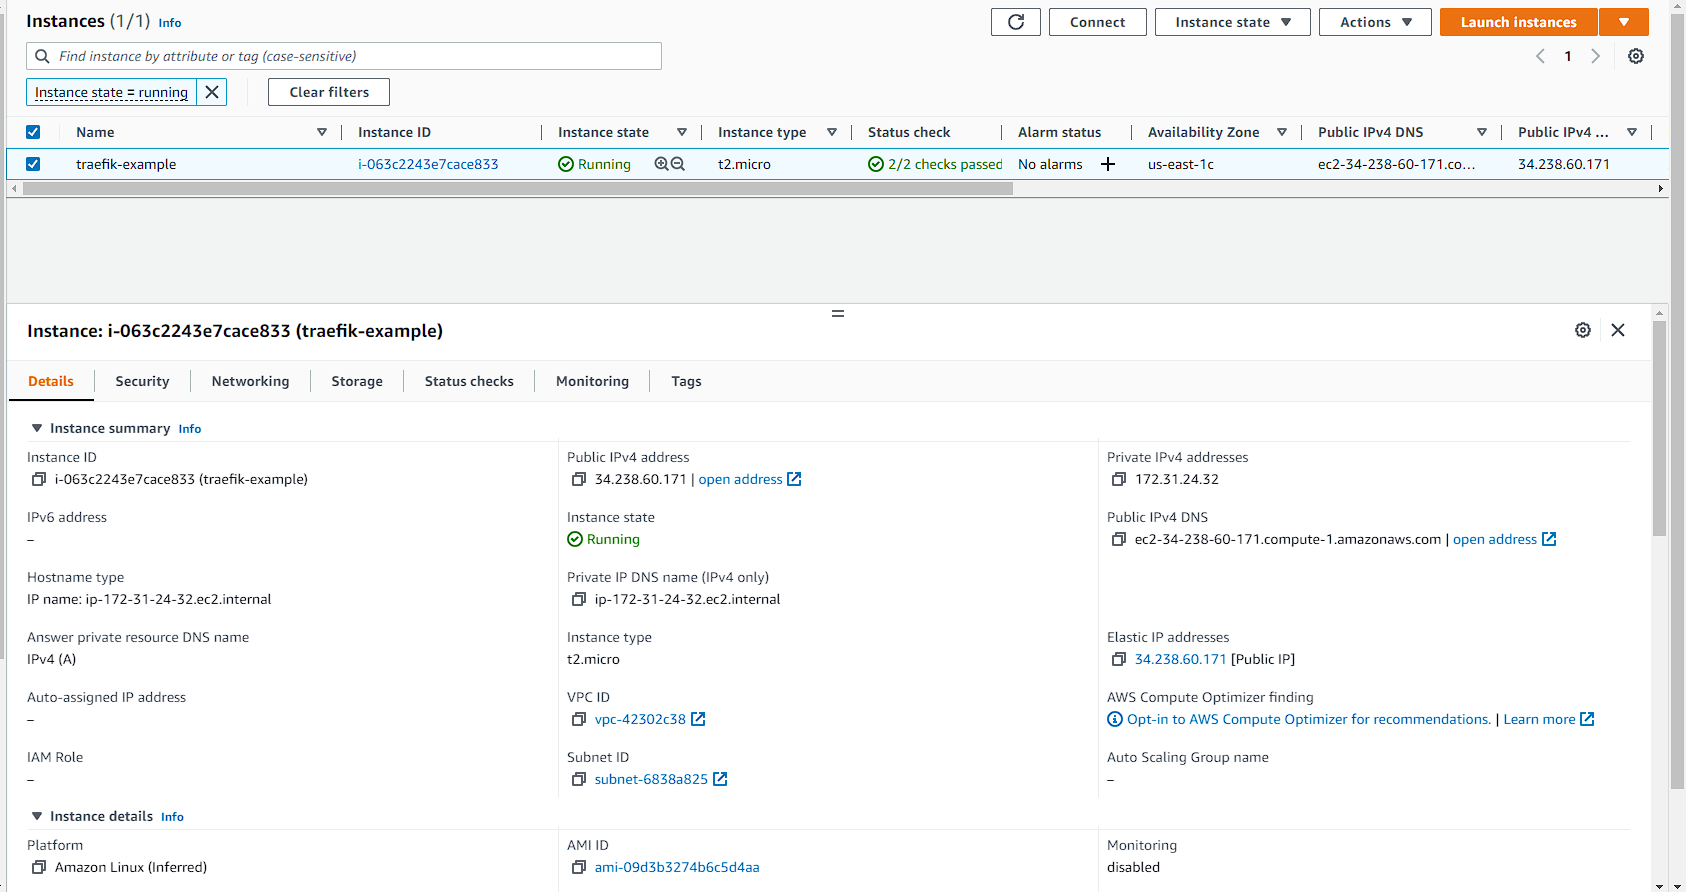 Instances (1/1) Info
Connect Instance state Actions Launch instances
Find instance by attribute or tag (case-sensitive)
1
Instance state = running Clear filters
Name Instance ID Instance state Instance type Status check Alarm status Availability Zone Public IPv4 DNS Public IPv4 ...
traefik-example i-063c2243e7cace833 Running t2.micro 2/2 checks passed No alarms us-east-1c ec2-34-238-60-171.co... 34.238.60.171
Instance: i-063c2243e7cace833 (traefik-example)
Details Security Networking Storage Status checks Monitoring Tags
Instance summary Info
Instance ID Public IPv4 address Private IPv4 addresses
i-063c2243e7cace833 (traefik-example) 34.238.60.171 | open address 172.31.24.32
IPv6 address Instance state Public IPv4 DNS
– Running ec2-34-238-60-171.compute-1.amazonaws.com | open address
Hostname type Private IP DNS name (IPv4 only)
IP name: ip-172-31-24-32.ec2.internal ip-172-31-24-32.ec2.internal
Answer private resource DNS name Instance type Elastic IP addresses
IPv4 (A) t2.micro 34.238.60.171 [Public IP]
Auto-assigned IP address VPC ID AWS Compute Optimizer finding
– vpc-42302c38 Opt-in to AWS Compute Optimizer for recommendations. | Learn more
IAM Role Subnet ID Auto Scaling Group name
– subnet-6838a825 –
Instance details Info
Platform AMI ID Monitoring
Amazon Linux (Inferred) ami-09d3b3274b6c5d4aa disabled